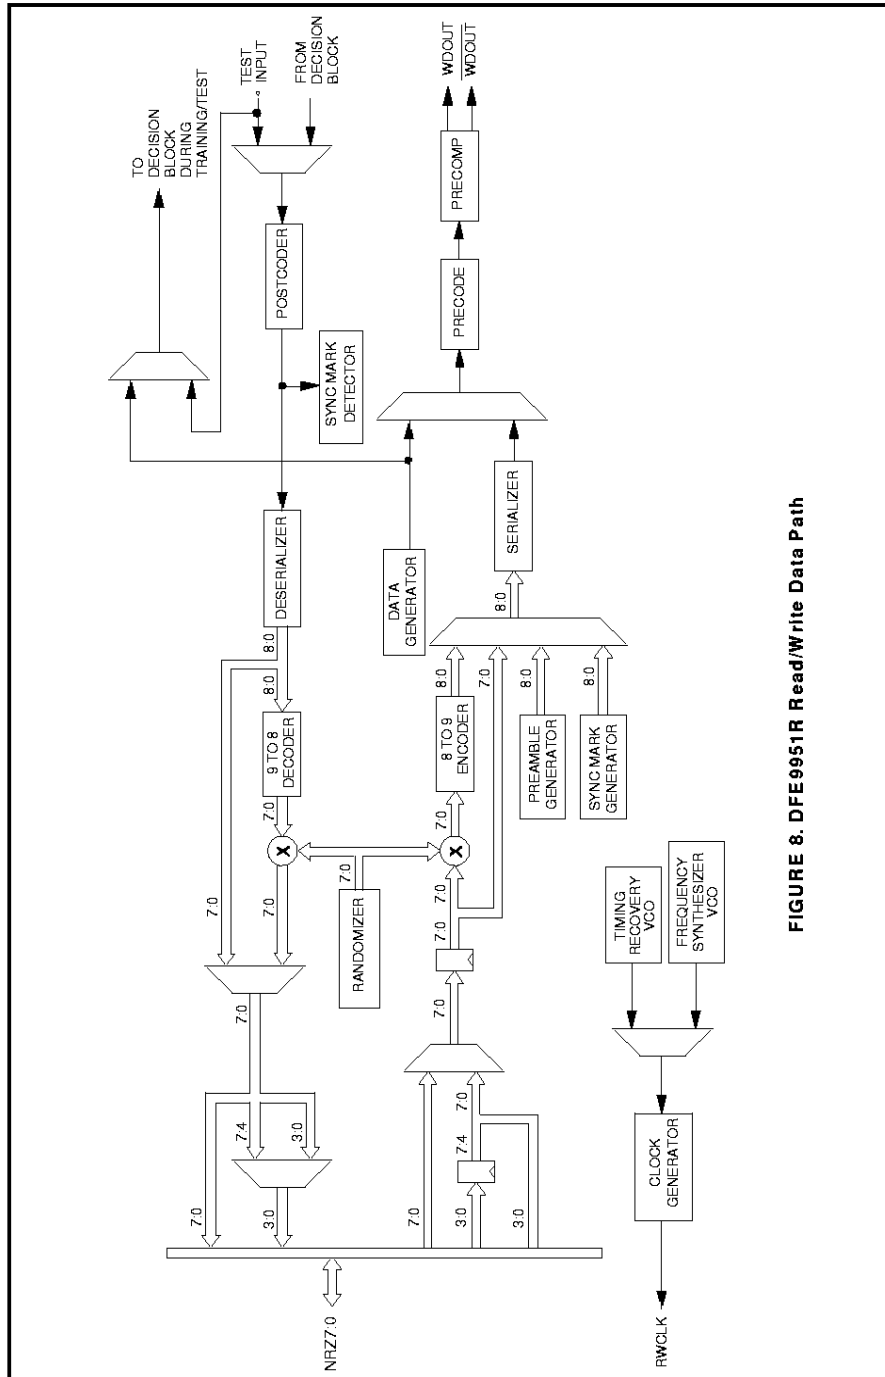 TO
DECISION
BLOCK
DURING
TRAINING/TEST
TEST
INPUT
FROM
DECISION
BLOCK
POSTCODER
SYNC MARK
DETECTOR
DESERIALIZER
8:0
8:0
9 TO 8
DECODER
7:0
X
7:0
7:0
7:0
7:0
7:4
3:0
3:0
NRZ7:0
7:0
3:0
7:4
3:0
7:0
7:0
7:0
RANDOMIZER
7:0
X
7:0
8 TO 9
ENCODER
8:0
7:0
PREAMBLE
GENERATOR
8:0
SYNC MARK
GENERATOR
8:0
8:0
SERIALIZER
DATA
GENERATOR
PRECODE
PRECOMP
WDOUT
WDOUT
TIMING
RECOVERY
VCO
FREQUENCY
SYNTHESIZER
VCO
CLOCK
GENERATOR
RWCLK
FIGURE 8. DFE9951R Read/Write Data Path